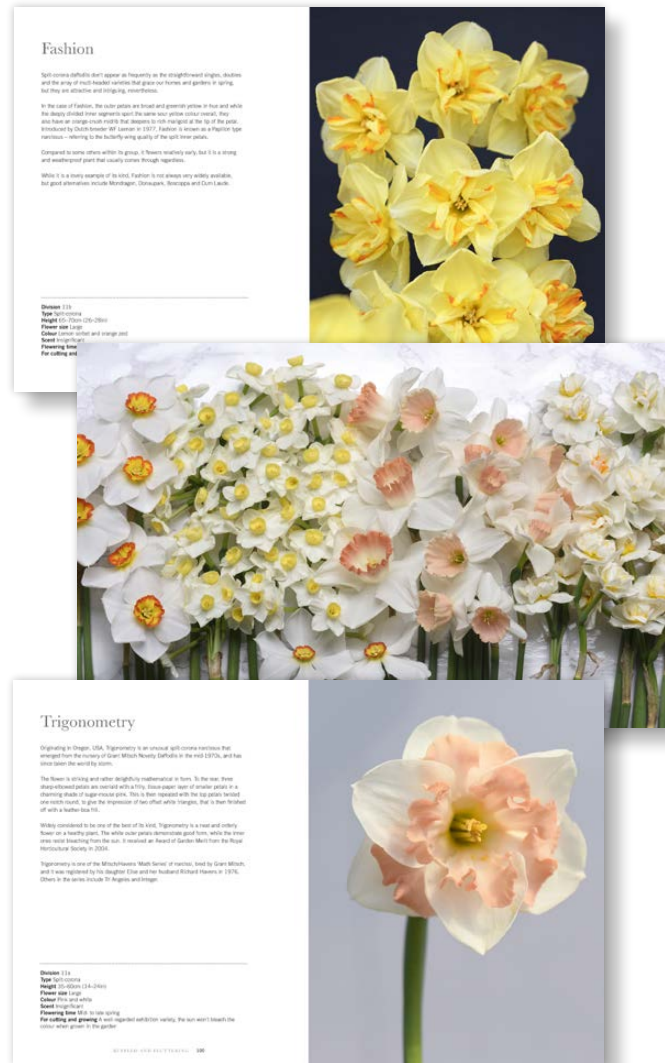 Fashion
Split-corona daffodils don't appear as frequently as the straightforward singles, doubles
and the array of multi-headed varieties that grace our homes and gardens in spring,
but they are attractive and intriguing, nevertheless.
In the case of Fashion, the outer petals are broad and greenish yellow in hue and while
the deeply divided inner segments sport the same sour yellow colour overall, they
also have an orange-crush motif that deepens to rich marigold at the tip of the petal.
Introduced by Dutch breeder WF Leenen in 1977, Fashion is known as a Papillon type
narcissus – referring to the butterfly-wing quality of the split inner petals.
Compared to some others within its group, it flowers relatively early, but it is a strong
and weatherproof plant that usually comes through regardless.
While it is a lovely example of its kind, Fashion is not always very widely available,
but good alternatives include Mondragon, Dolnaupark, and Cum Laude.
Division 11b
Type Split-corona
Height 65–70cm (26–28in)
Flower size Large
Colour Lemon sorbet and orange zest
Scent Insignificant
Flowering time
For cutting and
Trigonometry
Originating in Oregon, USA, Trigonometry is an unusual split-corona narcissus that
emerged from the nursery of Grant Mitsch Novelty Daffodils in the mid-1970s, and has
since taken the world by storm.
The flower is striking and rather delightfully mathematical in form. To the rear, three
sharp-elbowed petals are overlaid with a frilly, tissue-paper layer of smaller petals in a
charming shade of sugar-mouse pink. This is then repeated with the top petals twisted
one notch round, to give the impression of two offset white triangles, that is then finished
off with a feather-boa frill.
Widely considered to be one of the best of its kind, Trigonometry is a neat and orderly
flower on a healthy plant. The white outer petals demonstrate good form, while the inner
ones resist bleaching from the sun. It received an Award of Garden Merit from the Royal
Horticultural Society in 2004.
Trigonometry is one of the Mitsch/Havens 'Math Series' of narcissi, bred by Grant Mitsch,
and it was registered by his daughter Elise and her husband Richard Havens in 1976.
Others in the series include Tri Angeles and Integer.
Division 11a
Type Split-corona
Height 35–60cm (14–24in)
Flower size Large
Colour Pink and white
Scent Insignificant
Flowering time Mid- to late spring
For cutting and growing A well-regarded exhibition variety, the sun won't bleach the
colour when grown in the garden